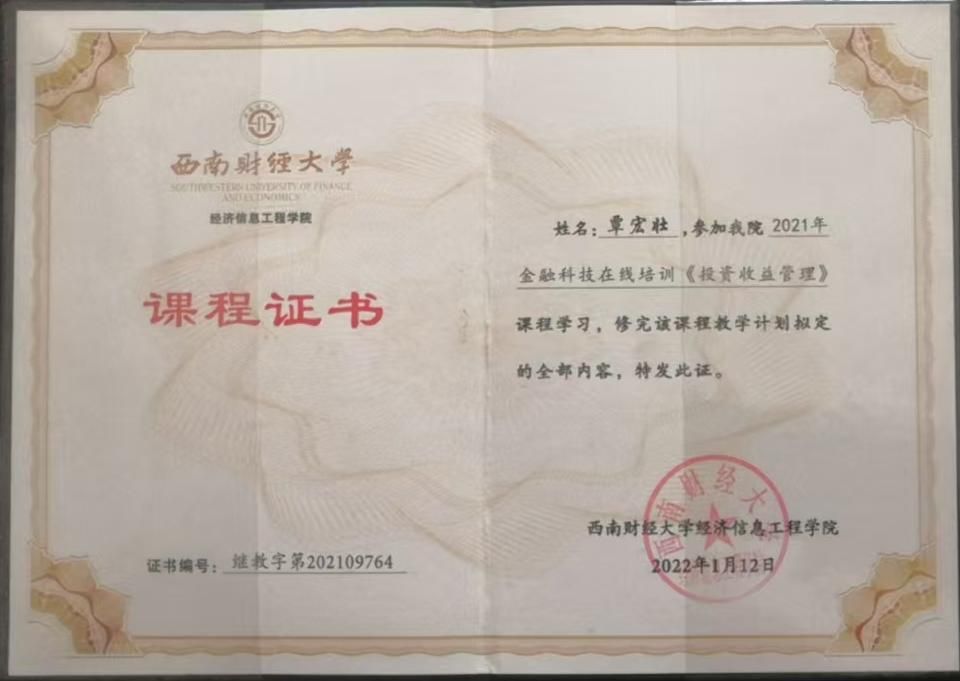 西南财经大学
SOUTHWESTERN UNIVERSITY OF FINANCE
AND ECONOMICS
经济信息工程学院
课程证书
证书编号：继教字第202109764
姓名：覃宏壮，参加我院 2021年
金融科技在线培训《投资收益管理》
课程学习，修完该课程教学计划拟定
的全部内容，特发此证。
西南财经大学经济信息工程学院
2022年1月12日
西南财经大